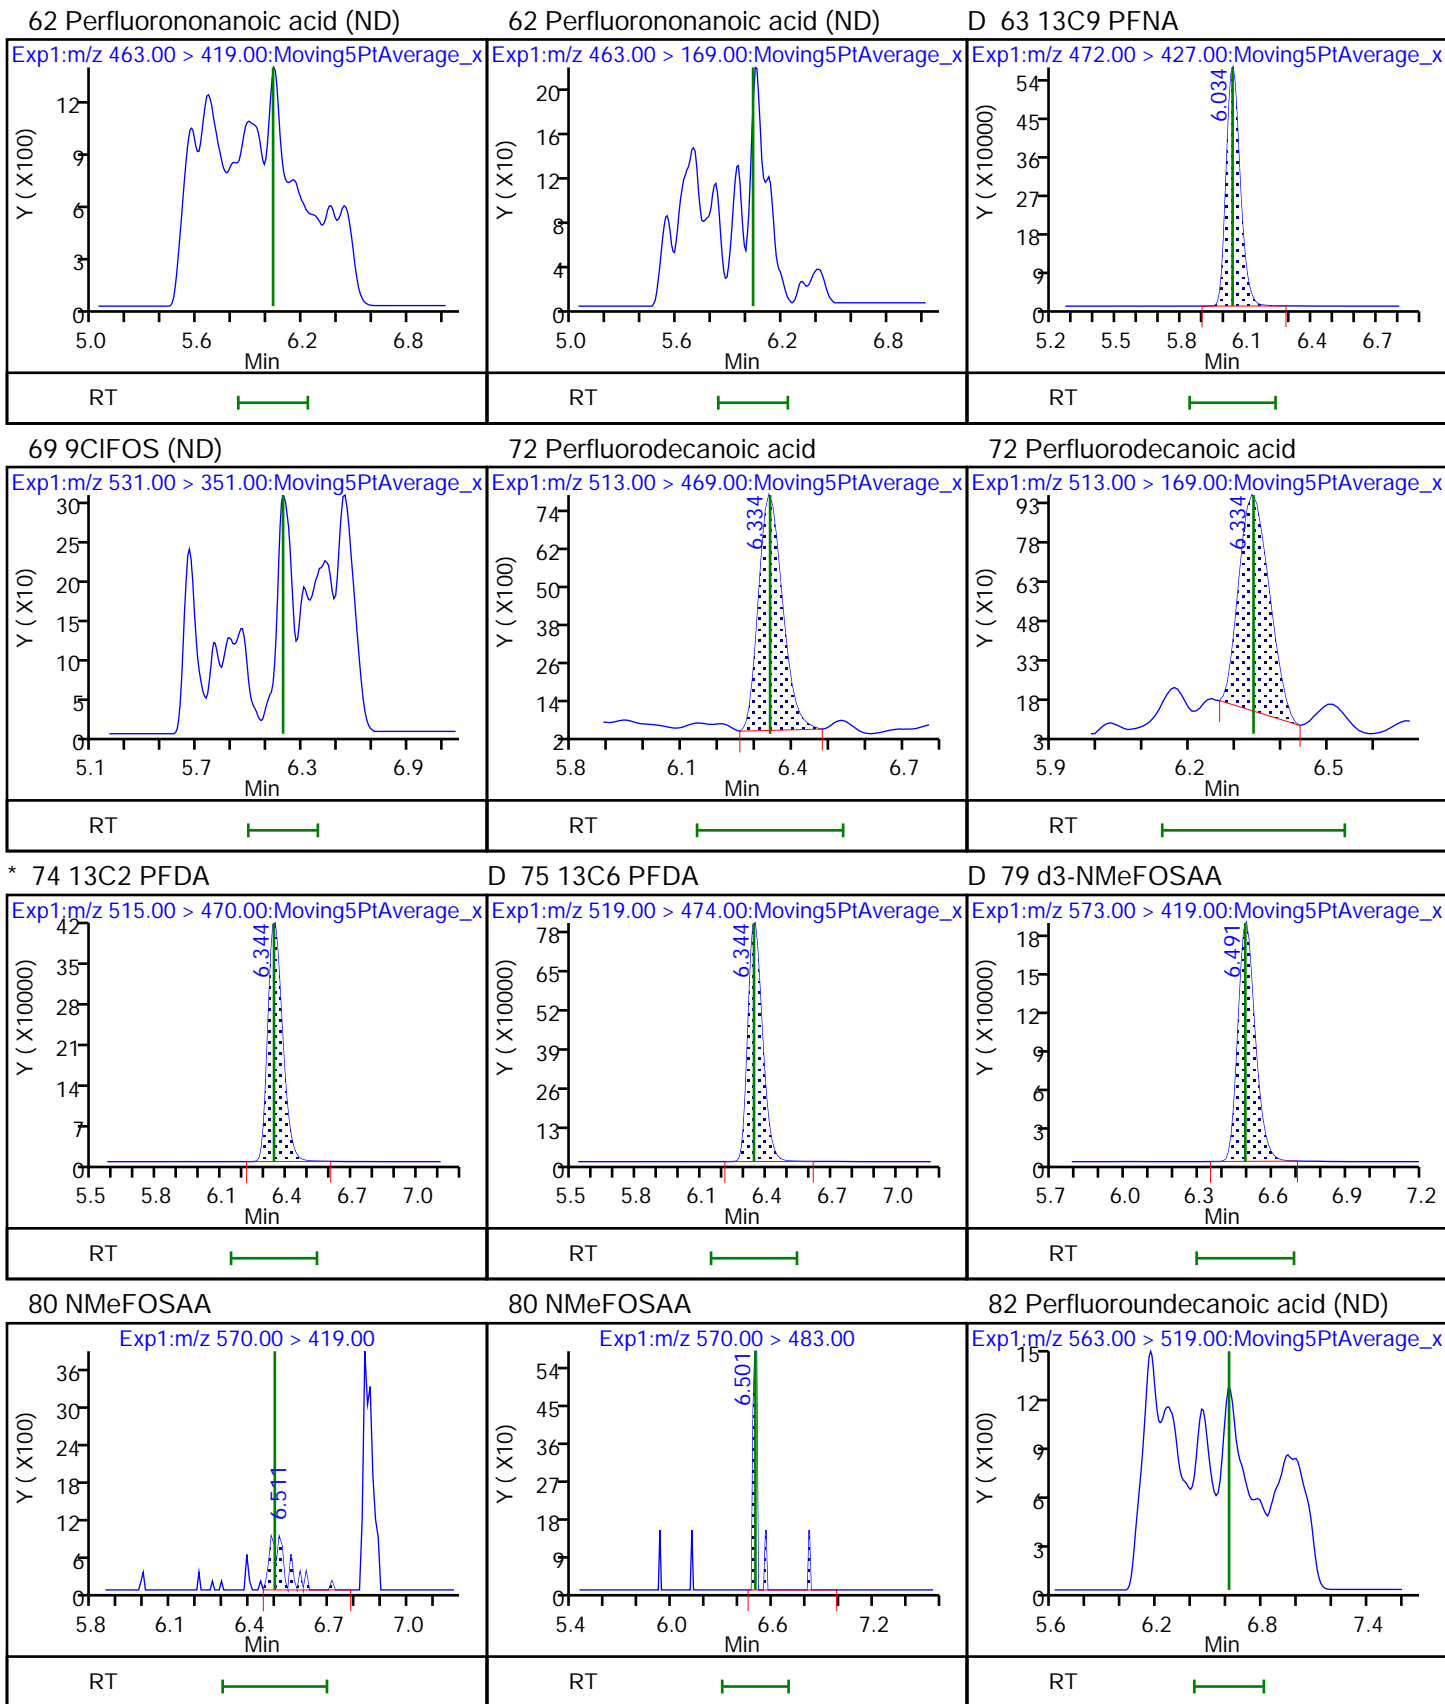 62 Perfluorononanoic acid (ND)
Exp1:m/z 463.00 > 419.00:Moving5PtAverage_x
Y ( X100)
12
9
6
3
0
5.0 5.6 6.2 6.8
Min
RT
62 Perfluorononanoic acid (ND)
Exp1:m/z 463.00 > 169.00:Moving5PtAverage_x
Y ( X10)
20
16
12
8
4
0
5.0 5.6 6.2 6.8
Min
RT
D 63 13C9 PFNA
Exp1:m/z 472.00 > 427.00:Moving5PtAverage_x
6.034
Y ( X10000)
54
45
36
27
18
9
0
5.2 5.5 5.8 6.1 6.4 6.7
Min
RT
69 9ClFOS (ND)
Exp1:m/z 531.00 > 351.00:Moving5PtAverage_x
Y ( X10)
30
25
20
15
10
5
0
5.1 5.7 6.3 6.9
Min
RT
72 Perfluorodecanoic acid
Exp1:m/z 513.00 > 469.00:Moving5PtAverage_x
6.334
Y ( X100)
74
62
50
38
26
14
2
5.8 6.1 6.4 6.7
Min
RT
72 Perfluorodecanoic acid
Exp1:m/z 513.00 > 169.00:Moving5PtAverage_x
6.334
Y ( X10)
93
78
63
48
33
18
3
5.9 6.2 6.5
Min
RT
* 74 13C2 PFDA
Exp1:m/z 515.00 > 470.00:Moving5PtAverage_x
6.344
Y ( X10000)
42
35
28
21
14
7
0
5.5 5.8 6.1 6.4 6.7 7.0
Min
RT
D 75 13C6 PFDA
Exp1:m/z 519.00 > 474.00:Moving5PtAverage_x
6.344
Y ( X10000)
78
65
52
39
26
13
0
5.5 5.8 6.1 6.4 6.7 7.0
Min
RT
D 79 d3-NMeFOSAA
Exp1:m/z 573.00 > 419.00:Moving5PtAverage_x
6.491
Y ( X10000)
18
15
12
9
6
3
0
5.7 6.0 6.3 6.6 6.9 7.2
Min
RT
80 NMeFOSAA
Exp1:m/z 570.00 > 419.00
6.511
Y ( X100)
36
30
24
18
12
6
0
5.8 6.1 6.4 6.7 7.0
Min
RT
80 NMeFOSAA
Exp1:m/z 570.00 > 483.00
6.501
Y ( X10)
54
45
36
27
18
9
0
5.4 6.0 6.6 7.2
Min
RT
82 Perfluoroundecanoic acid (ND)
Exp1:m/z 563.00 > 519.00:Moving5PtAverage_x
Y ( X100)
15
12
9
6
3
0
5.6 6.2 6.8 7.4
Min
RT